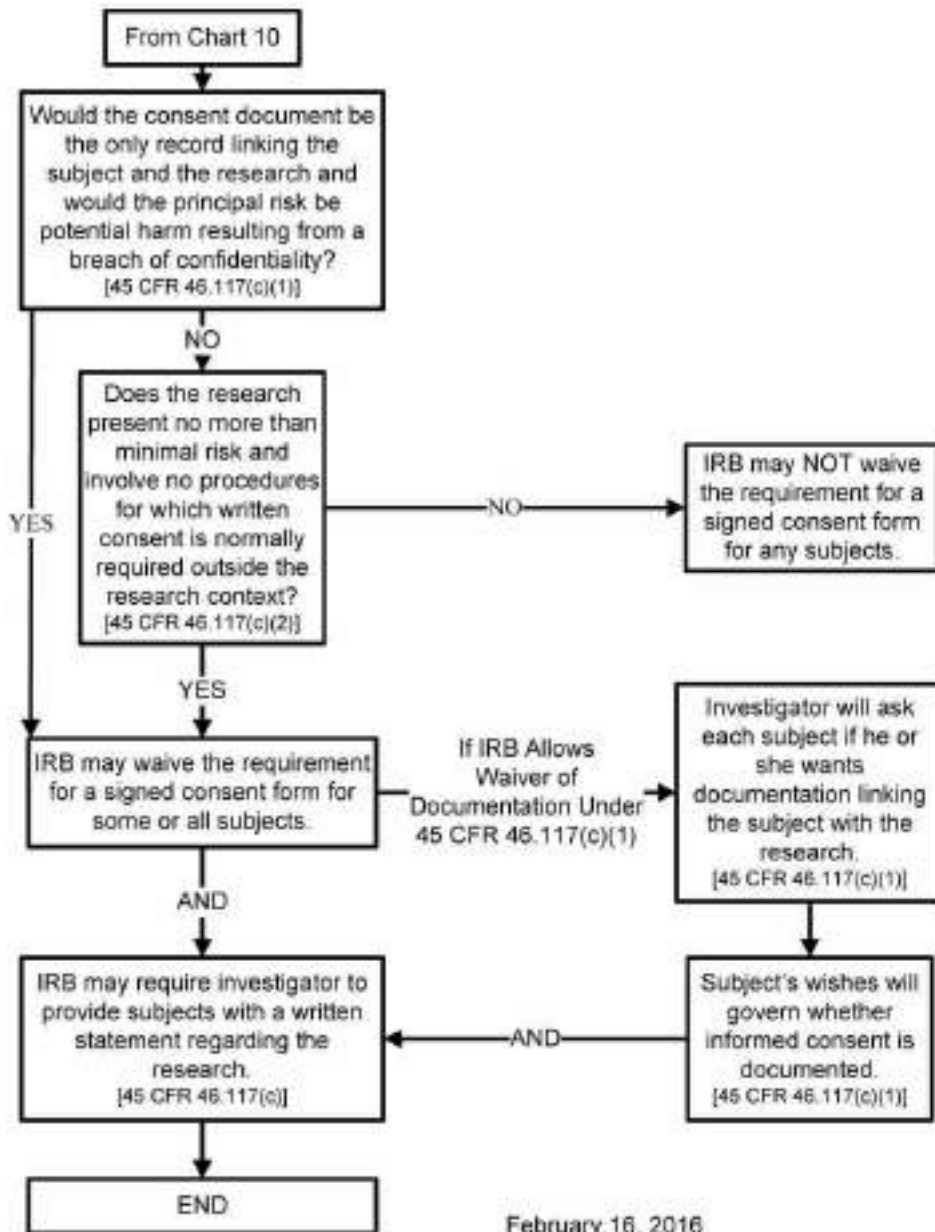 From Chart 10
Would the consent document be
the only record linking the
subject and the research and
would the principal risk be
potential harm resulting from a
breach of confidentiality?
[45 CFR 46.117(c)(1)]
NO
YES
Does the research
present no more than
minimal risk and
involve no procedures
for which written
consent is normally
required outside the
research context?
[45 CFR 46.117(c)(2)]
NO
IRB may NOT waive
the requirement for a
signed consent form
for any subjects.
YES
IRB may waive the requirement
for a signed consent form for
some or all subjects.
If IRB Allows
Waiver of
Documentation Under
45 CFR 46.117(c)(1)
Investigator will ask
each subject if he or
she wants
documentation linking
the subject with the
research.
[45 CFR 46.117(c)(1)]
AND
IRB may require investigator to
provide subjects with a written
statement regarding the
research.
[45 CFR 46.117(c)]
AND
Subject's wishes will
govern whether
informed consent is
documented.
[45 CFR 46.117(c)(1)]
END
February 16, 2016